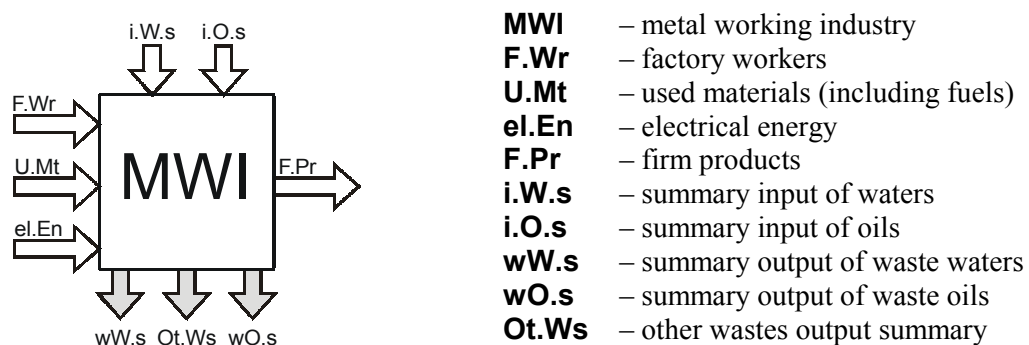 i.W.s i.O.s
F.Wr
U.Mt
MWI
F.Pr
el.En
wW.s Ot.Ws wO.s
MWI – metal working industry
F.Wr – factory workers
U.Mt – used materials (including fuels)
el.En – electrical energy
F.Pr – firm products
i.W.s – summary input of waters
i.O.s – summary input of oils
wW.s – summary output of waste waters
wO.s – summary output of waste oils
Ot.Ws – other wastes output summary